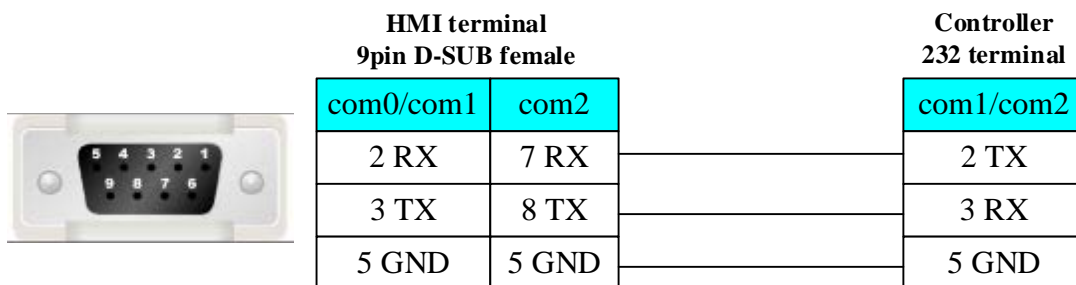 HMI terminal
9pin D-SUB female
Controller
232 terminal
com0/com1 com2 com1/com2
5 4 3 2 1
9 8 7 6
2 RX 7 RX 2 TX
3 TX 8 TX 3 RX
5 GND 5 GND 5 GND